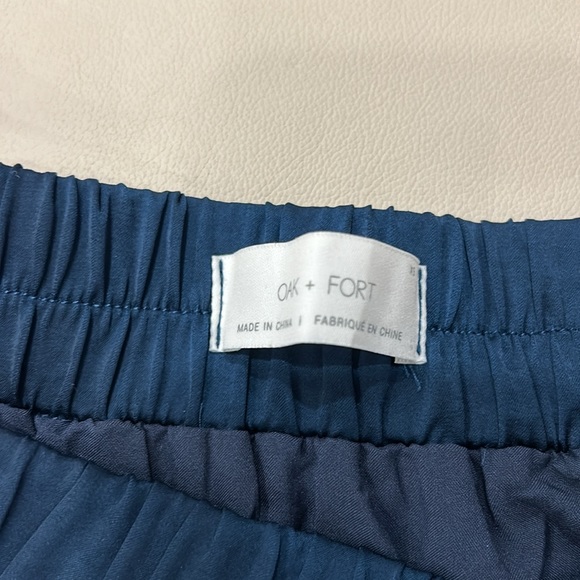 OAK + FORT
MADE IN CHINA | FABRIQUÉ EN CHINE